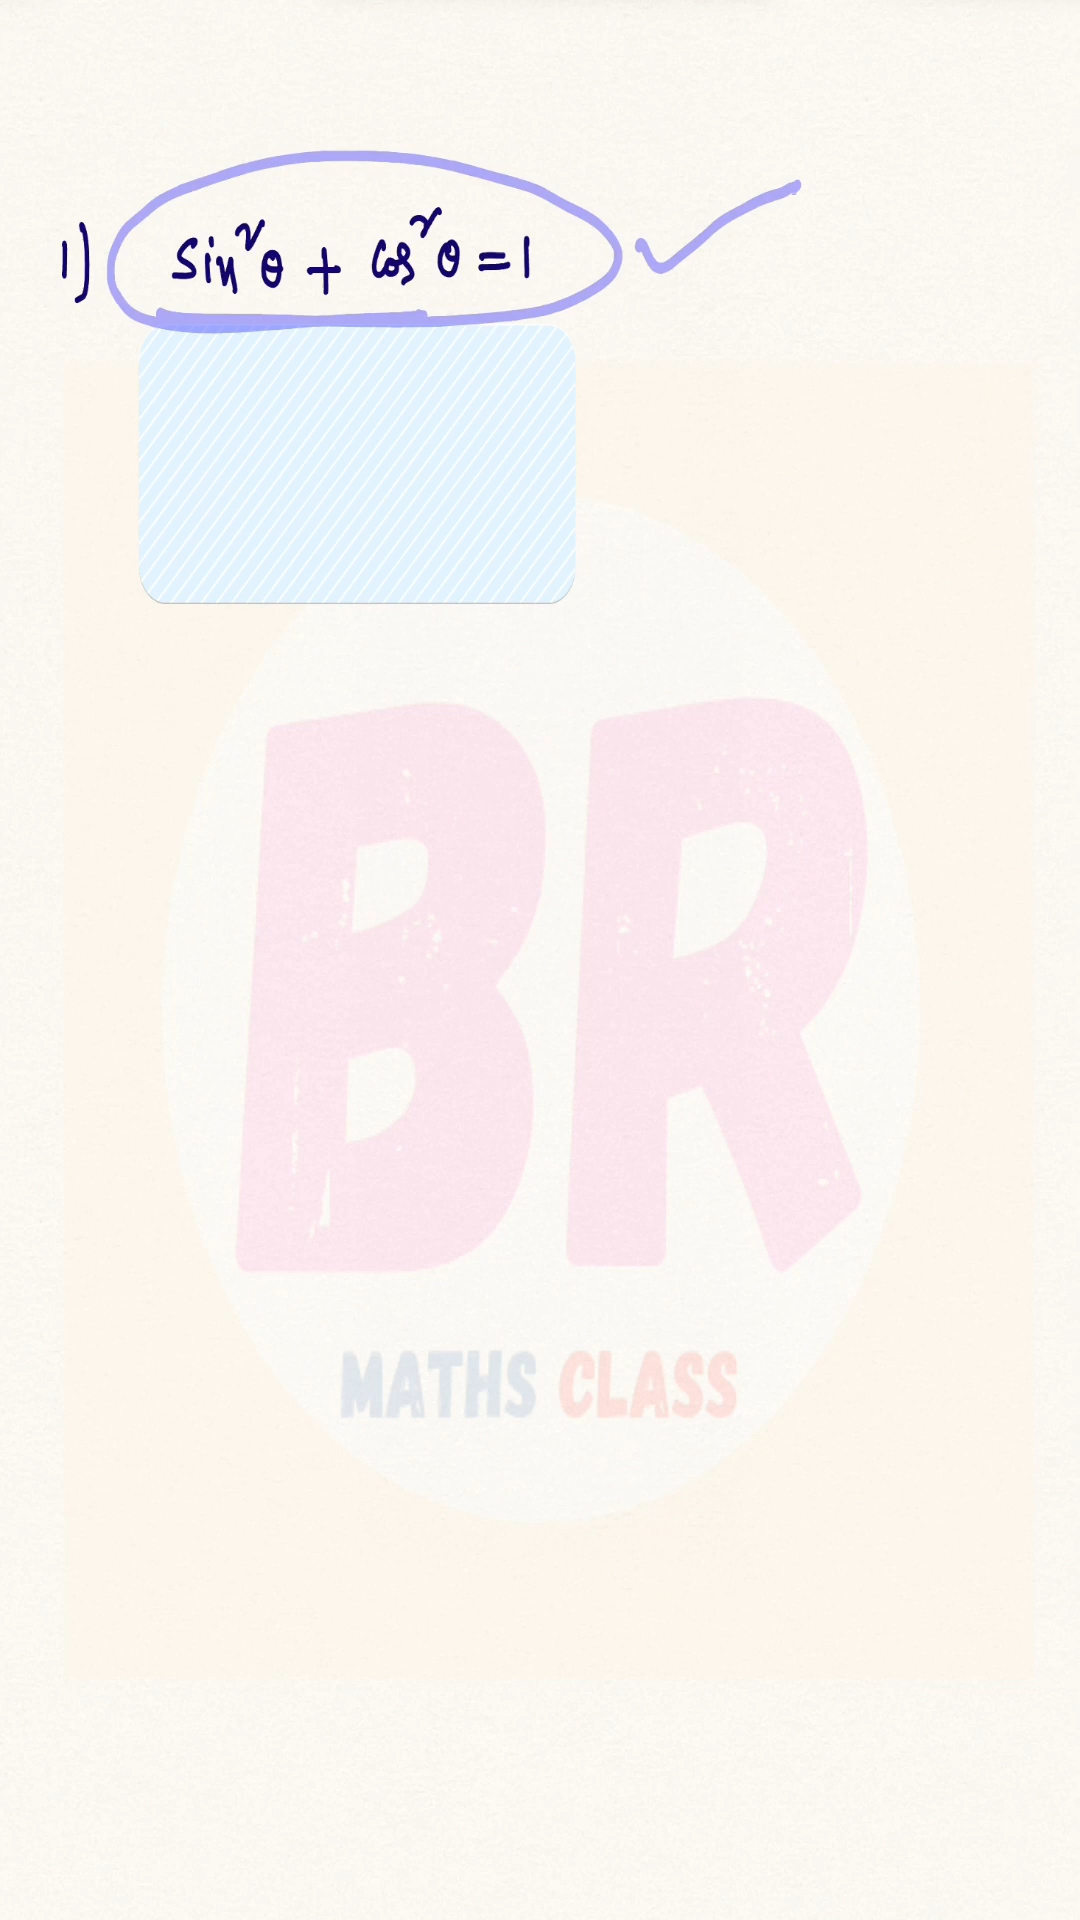 1) sin²θ + cos²θ = 1
BR
MATHS CLASS